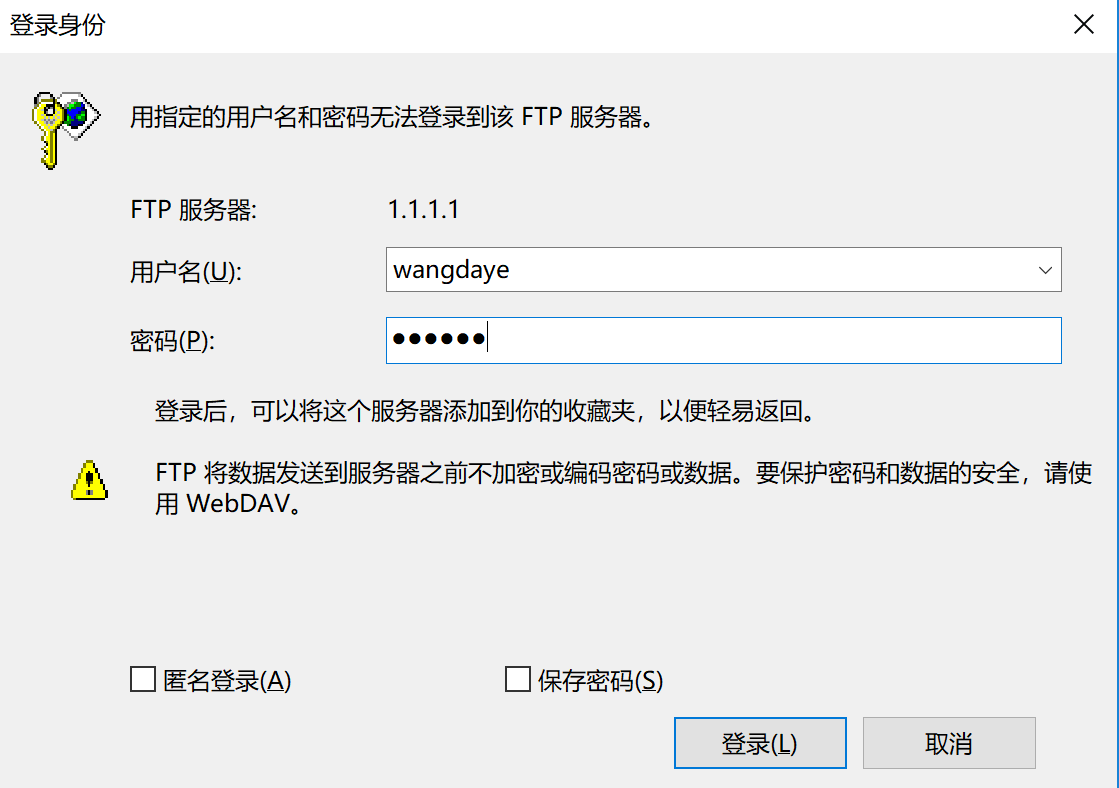 登录身份
用指定的用户名和密码无法登录到该 FTP 服务器。
FTP 服务器: 1.1.1.1
用户名(U): wangdaye
密码(P): ●●●●●●
登录后，可以将这个服务器添加到你的收藏夹，以便轻易返回。
FTP 将数据发送到服务器之前不加密或编码密码或数据。要保护密码和数据的安全，请使
用 WebDAV。
匿名登录(A) 保存密码(S)
登录(L) 取消